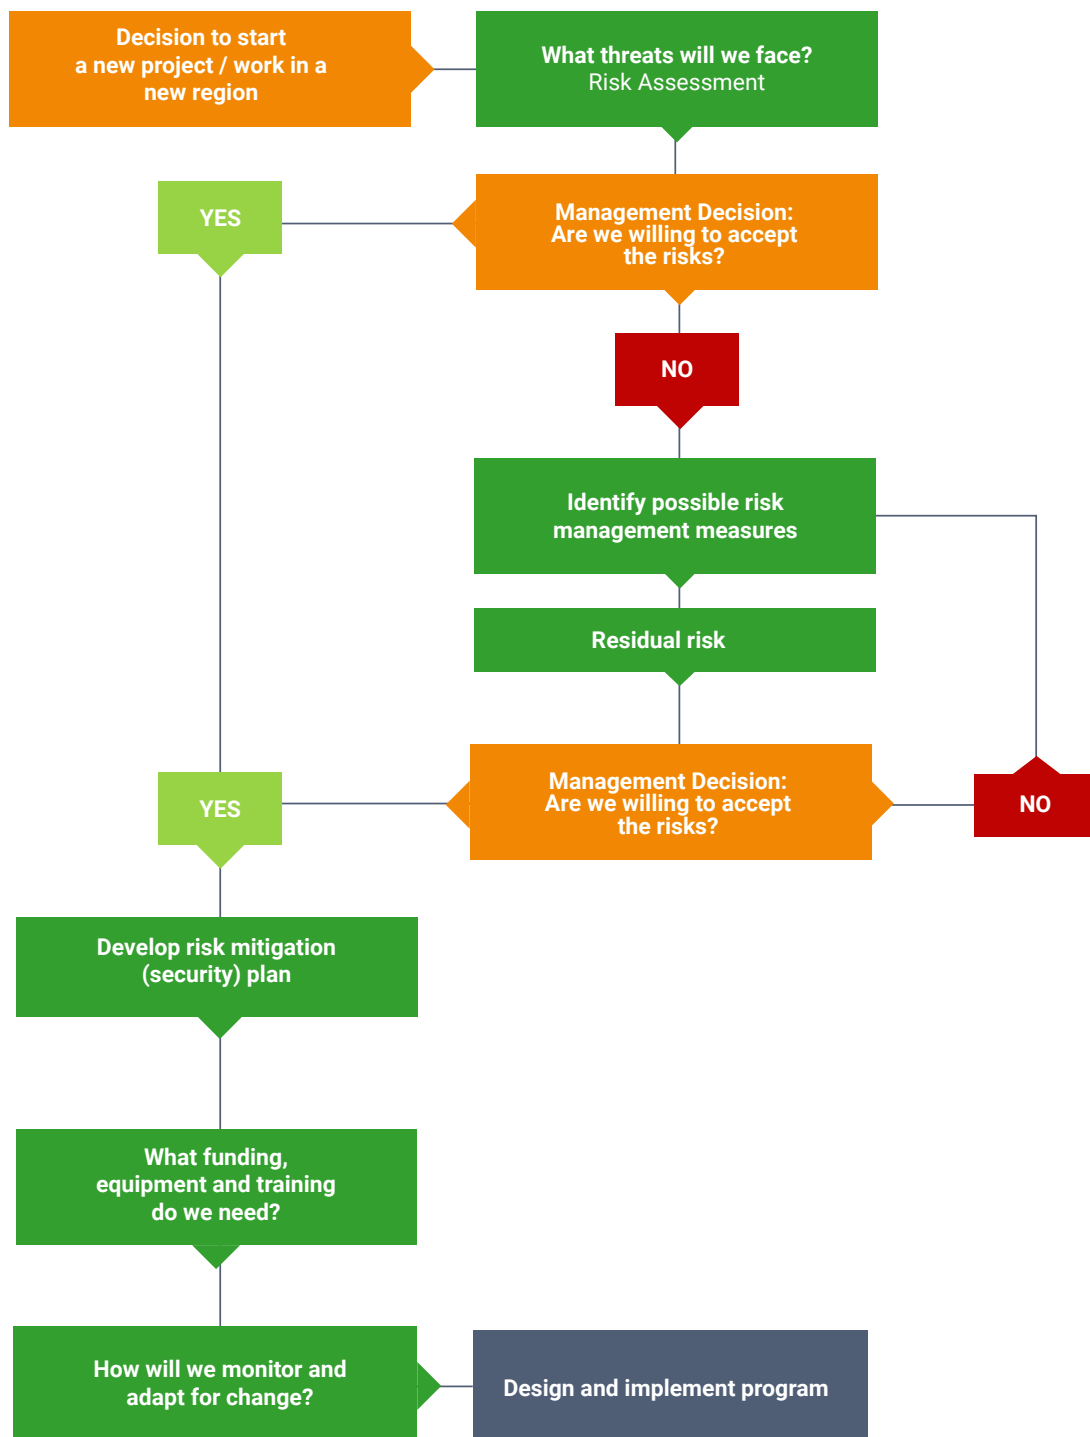 Decision to start
a new project / work in a
new region
What threats will we face?
Risk Assessment
YES
Management Decision:
Are we willing to accept
the risks?
NO
Identify possible risk
management measures
Residual risk
YES
Management Decision:
Are we willing to accept
the risks?
NO
Develop risk mitigation
(security) plan
What funding,
equipment and training
do we need?
How will we monitor and
adapt for change?
Design and implement program